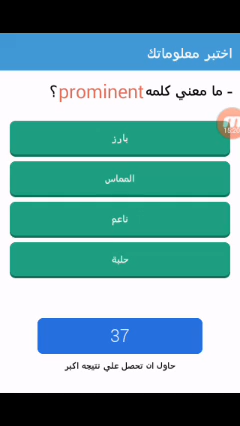 اختبر معلوماتك
- ما معني كلمه prominent ؟
بارز
المماس
ناعم
حلية
37
حاول ان تحصل علي نتيجه اكبر